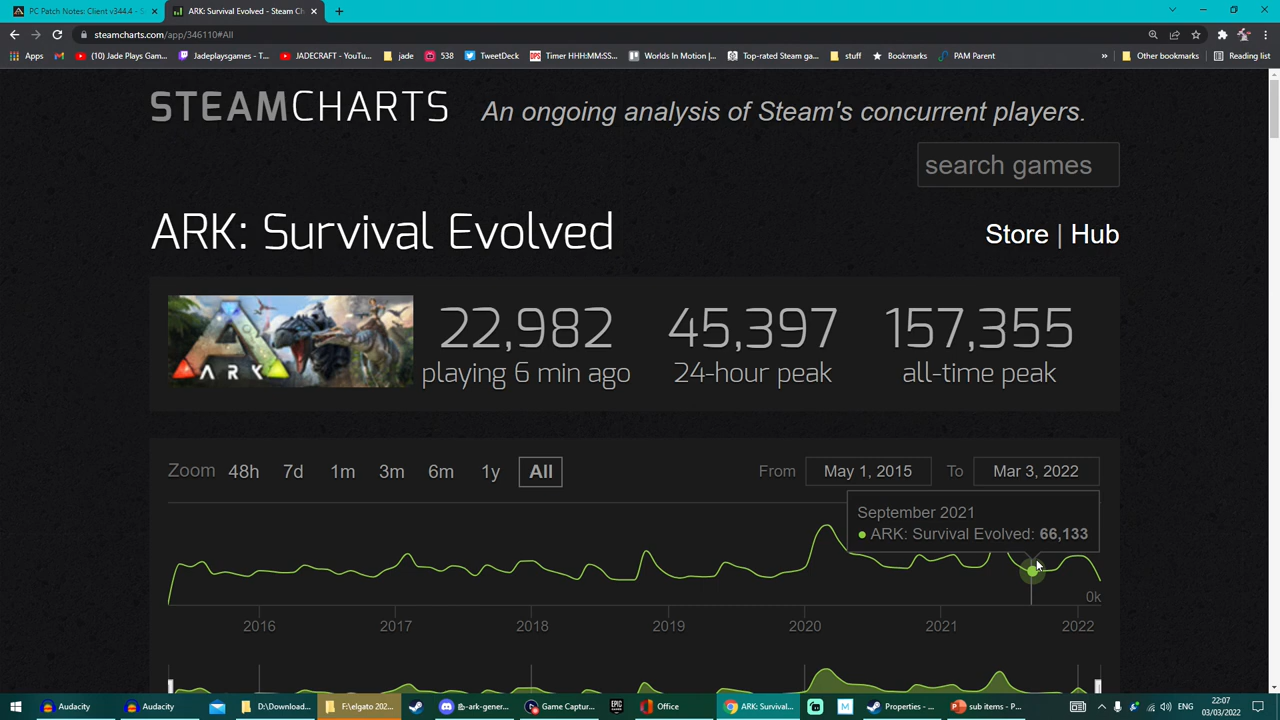 PC Patch Notes: Client v344.4 - S
ARK: Survival Evolved - Steam Ch
steamcharts.com/app/346110#All
Apps
(10) Jade Plays Gam...
Jadeplaysgames - T...
JADECRAFT - YouTu...
jade
538
TweetDeck
Timer HHH:MM:SS...
Worlds In Motion |...
Top-rated Steam ga...
stuff
Bookmarks
PAM Parent
»
Other bookmarks
Reading list
STEAMCHARTS
An ongoing analysis of Steam's concurrent players.
search games
ARK: Survival Evolved
Store | Hub
ARK
22,982
45,397
157,355
playing 6 min ago
24-hour peak
all-time peak
Zoom 48h 7d 1m 3m 6m 1y All
From May 1, 2015 To Mar 3, 2022
September 2021
ARK: Survival Evolved: 66,133
0k
2016 2017 2018 2019 2020 2021 2022
Audacity
Audacity
D:\Download...
F:\elgato 202...
fb-ark-gener...
Game Captur...
EPIC GAMES
Office
ARK: Survival...
M
Properties - ...
sub items - P...
ENG
22:07
03/03/2022